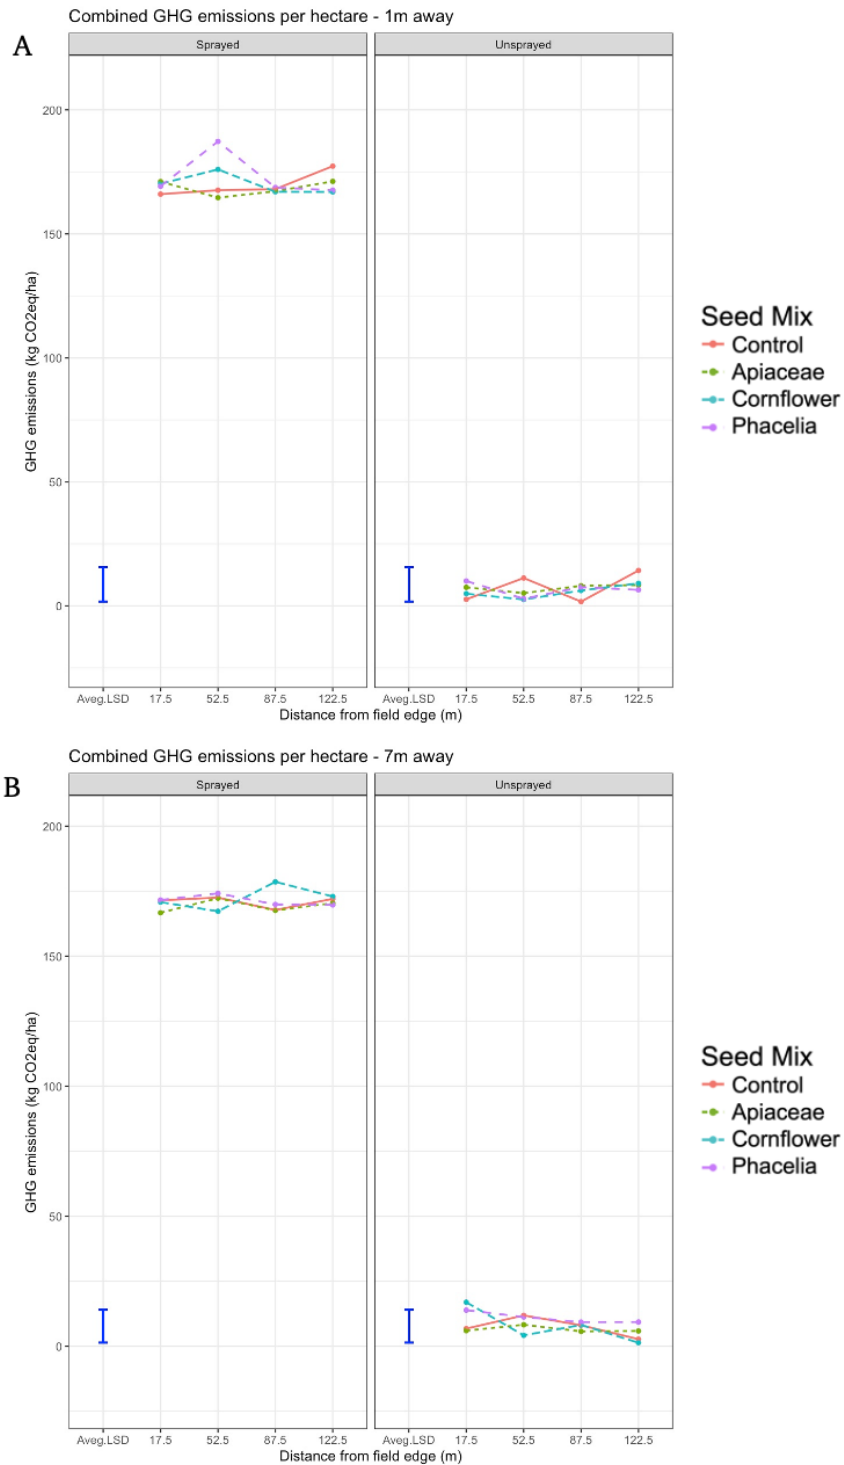 Combined GHG emissions per hectare - 1m away
A
Sprayed
Unsprayed
200
150
100
50
0
GHG emissions (kg CO2eq/ha)
Aveg.LSD 17.5 52.5 87.5 122.5
Aveg.LSD 17.5 52.5 87.5 122.5
Distance from field edge (m)
Seed Mix
Control
Apiaceae
Cornflower
Phacelia
Combined GHG emissions per hectare - 7m away
B
Sprayed
Unsprayed
200
150
100
50
0
GHG emissions (kg CO2eq/ha)
Aveg.LSD 17.5 52.5 87.5 122.5
Aveg.LSD 17.5 52.5 87.5 122.5
Distance from field edge (m)
Seed Mix
Control
Apiaceae
Cornflower
Phacelia